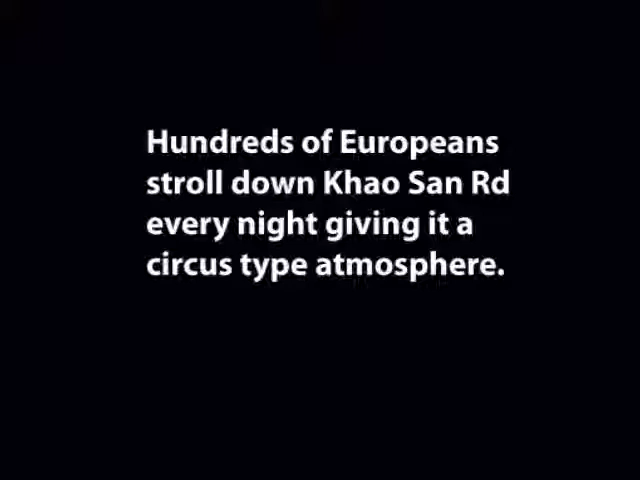 Hundreds of Europeans
stroll down Khao San Rd
every night giving it a
circus type atmosphere.